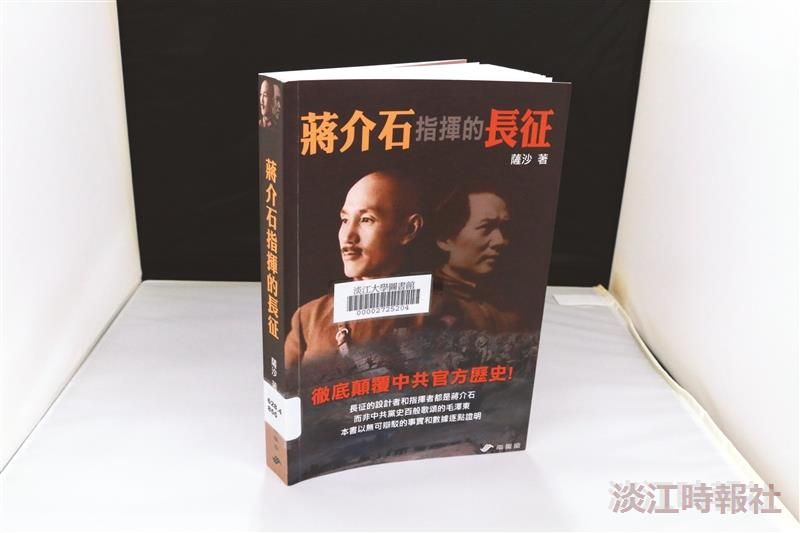 蔣介石指揮的長征
薩沙 著
淡江大學圖書館
00002725204
徹底顛覆中共官方歷史!
長征的設計者和指揮者都是蔣介石
而非中共黨史百般歌頌的毛澤東
本書以無可辯駁的事實和數據逐點證明
蔣介石指揮的長征
薩沙 著
628.4
淡江時報社